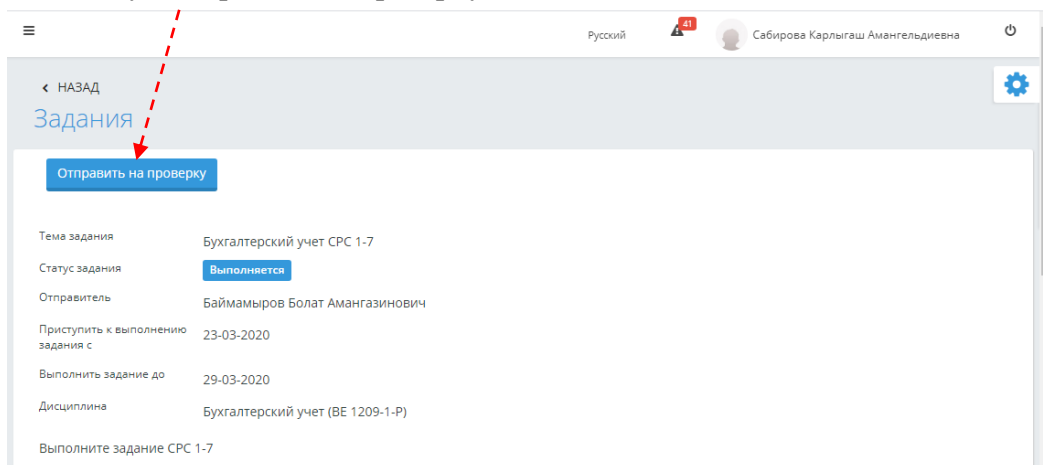 Русский
41
Сабирова Карлыгаш Амангельдиевна
НАЗАД
Задания
Отправить на проверку
Тема задания
Бухгалтерский учет СРС 1-7
Статус задания
Выполняется
Отправитель
Баймамыров Болат Амангазинович
Приступить к выполнению
задания с
23-03-2020
Выполнить задание до
29-03-2020
Дисциплина
Бухгалтерский учет (BE 1209-1-P)
Выполните задание СРС 1-7